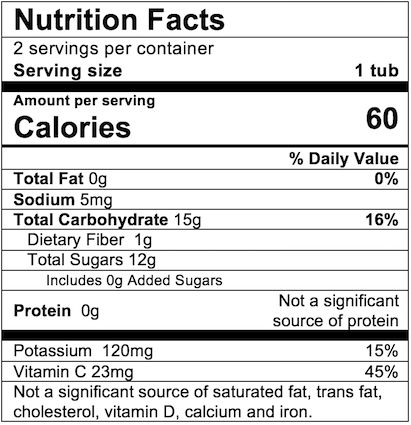 Nutrition Facts
2 servings per container
Serving size 1 tub
Amount per serving
Calories 60
% Daily Value
Total Fat 0g 0%
Sodium 5mg
Total Carbohydrate 15g 16%
Dietary Fiber 1g
Total Sugars 12g
Includes 0g Added Sugars
Protein 0g Not a significant
source of protein
Potassium 120mg 15%
Vitamin C 23mg 45%
Not a significant source of saturated fat, trans fat,
cholesterol, vitamin D, calcium and iron.